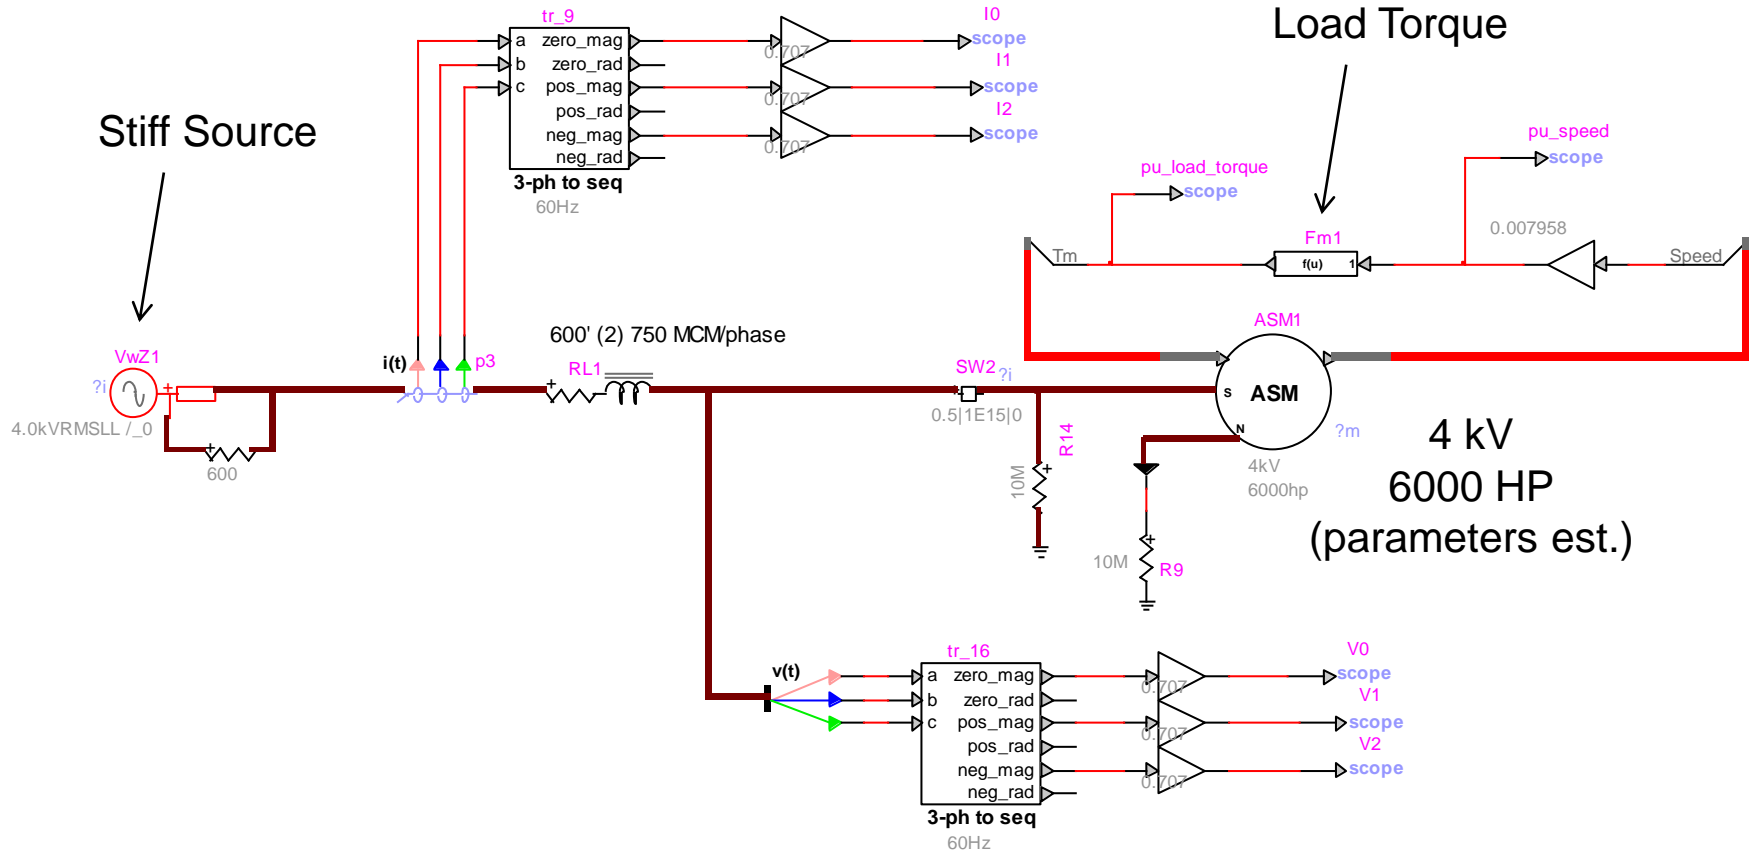 tr_9
a
b
c
zero_mag
zero_rad
pos_mag
pos_rad
neg_mag
neg_rad
3-ph to seq
60Hz
0.707
0.707
0.707
I0
scope
I1
scope
I2
scope
Load Torque
Stiff Source
pu_speed
scope
pu_load_torque
scope
0.007958
Fm1
f(u)
1
Tm
Speed
ASM1
600' (2) 750 MCM/phase
VwZ1
?i
+
4.0kVRMSLL /_0
+
600
i(t)
p3
+
RL1
SW2
?i
0.5|1E15|0
S
ASM
N
?m
4kV
6000hp
R14
+
10M
+
10M
R9
4 kV
6000 HP
(parameters est.)
v(t)
tr_16
a
b
c
zero_mag
zero_rad
pos_mag
pos_rad
neg_mag
neg_rad
3-ph to seq
60Hz
0.707
0.707
0.707
V0
scope
V1
scope
V2
scope